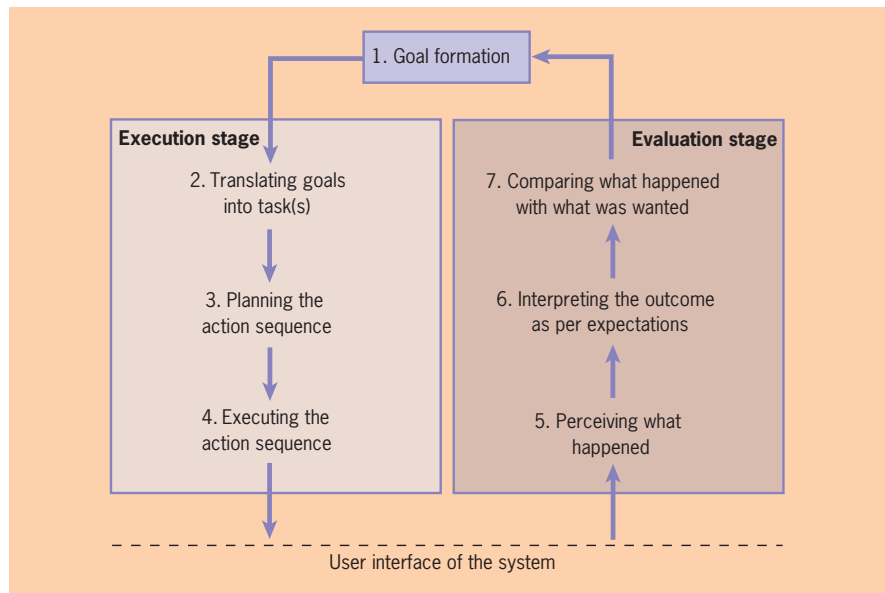 1. Goal formation
Execution stage
2. Translating goals
into task(s)
3. Planning the
action sequence
4. Executing the
action sequence
Evaluation stage
7. Comparing what happened
with what was wanted
6. Interpreting the outcome
as per expectations
5. Perceiving what
happened
User interface of the system